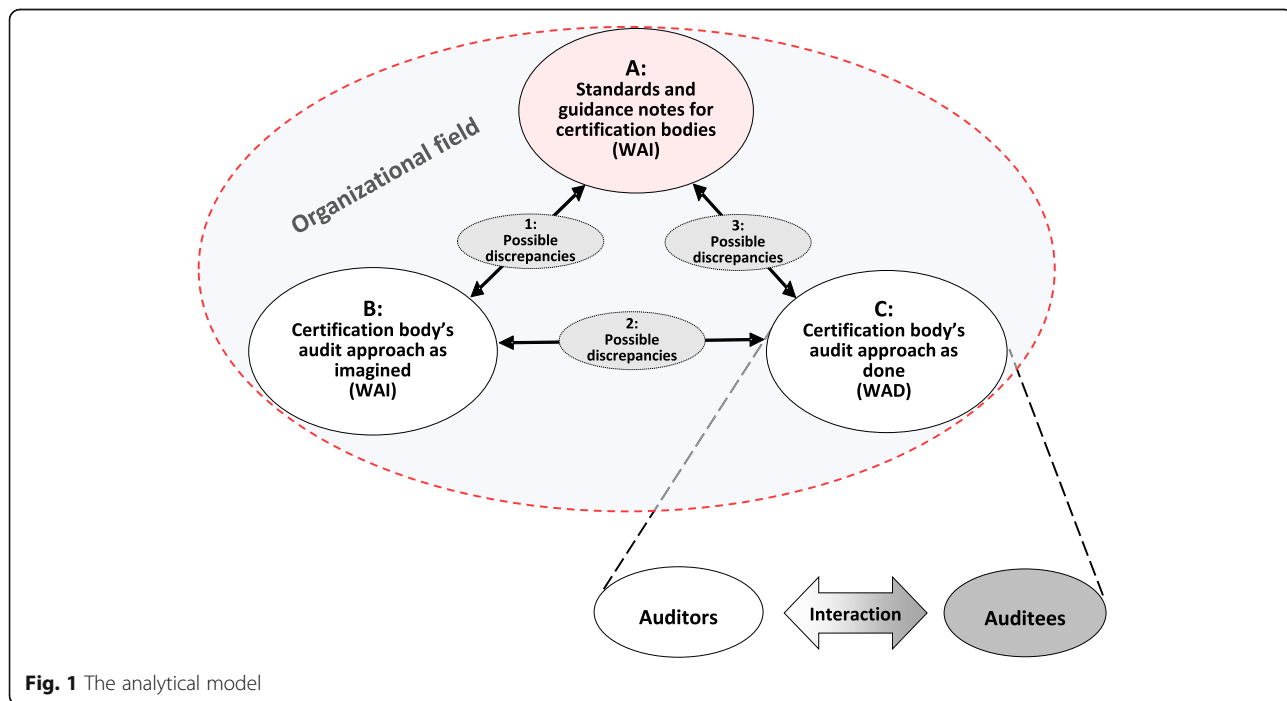 A:
Standards and
guidance notes for
certification bodies
(WAI)
Organizational field
1:
Possible
discrepancies
3:
Possible
discrepancies
B:
Certification body's
audit approach as
imagined
(WAI)
2:
Possible
discrepancies
C:
Certification body's
audit approach as
done
(WAD)
Auditors
Interaction
Auditees
Fig. 1 The analytical model